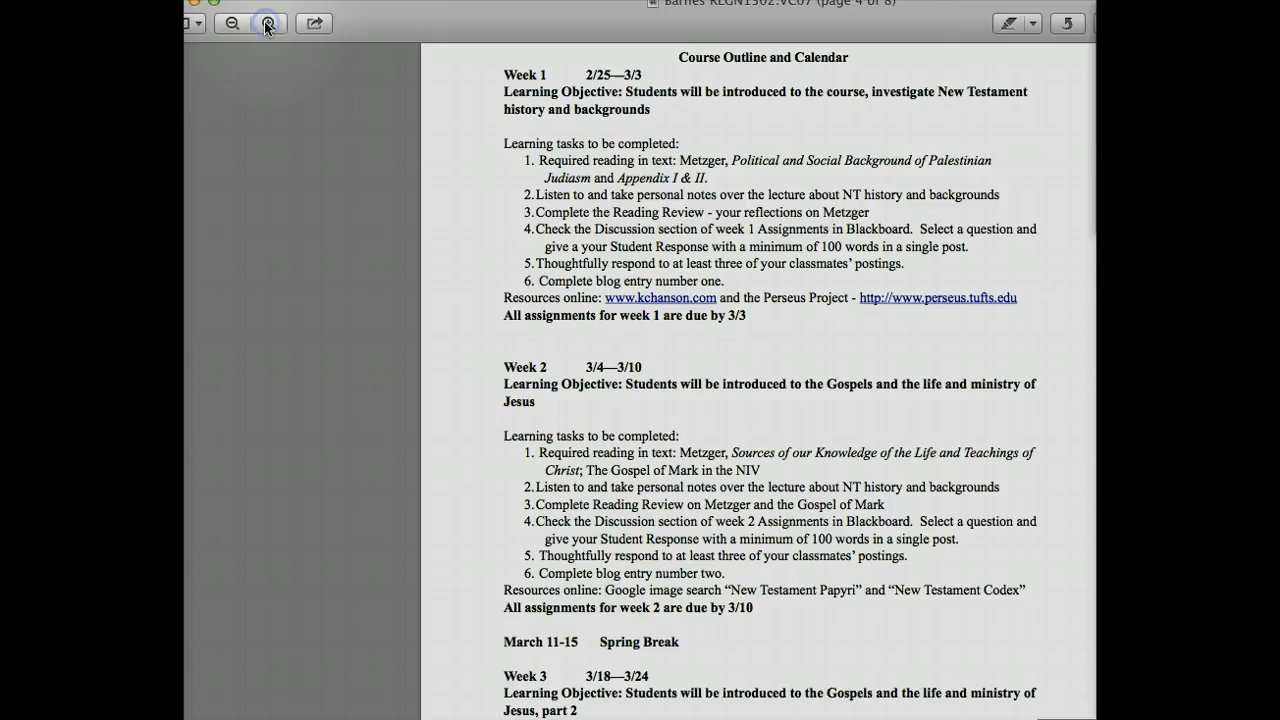 Barnes RLGN1302.VC07 (page 4 of 8)
Course Outline and Calendar
Week 1 2/25—3/3
Learning Objective: Students will be introduced to the course, investigate New Testament
history and backgrounds
Learning tasks to be completed:
1. Required reading in text: Metzger, Political and Social Background of Palestinian
Judiasm and Appendix I & II.
2.Listen to and take personal notes over the lecture about NT history and backgrounds
3.Complete the Reading Review - your reflections on Metzger
4.Check the Discussion section of week 1 Assignments in Blackboard. Select a question and
give a your Student Response with a minimum of 100 words in a single post.
5.Thoughtfully respond to at least three of your classmates’ postings.
6. Complete blog entry number one.
Resources online: www.kchanson.com and the Perseus Project - http://www.perseus.tufts.edu
All assignments for week 1 are due by 3/3
Week 2 3/4—3/10
Learning Objective: Students will be introduced to the Gospels and the life and ministry of
Jesus
Learning tasks to be completed:
1. Required reading in text: Metzger, Sources of our Knowledge of the Life and Teachings of
Christ; The Gospel of Mark in the NIV
2.Listen to and take personal notes over the lecture about NT history and backgrounds
3.Complete Reading Review on Metzger and the Gospel of Mark
4.Check the Discussion section of week 2 Assignments in Blackboard. Select a question and
give your Student Response with a minimum of 100 words in a single post.
5. Thoughtfully respond to at least three of your classmates’ postings.
6. Complete blog entry number two.
Resources online: Google image search “New Testament Papyri” and “New Testament Codex”
All assignments for week 2 are due by 3/10
March 11-15 Spring Break
Week 3 3/18—3/24
Learning Objective: Students will be introduced to the Gospels and the life and ministry of
Jesus, part 2